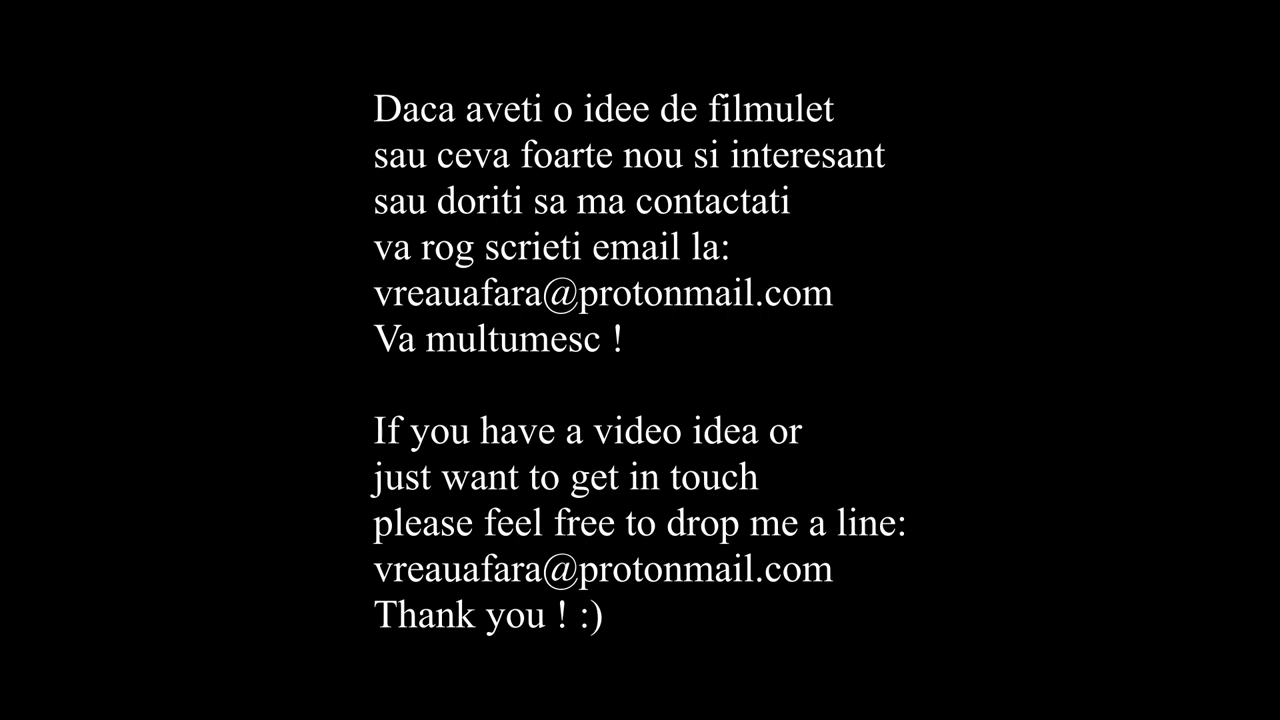 Daca aveti o idee de filmulet
sau ceva foarte nou si interesant
sau doriti sa ma contactati
va rog scrieti email la:
vreauafara@protonmail.com
Va multumesc !
If you have a video idea or
just want to get in touch
please feel free to drop me a line:
vreauafara@protonmail.com
Thank you ! :)